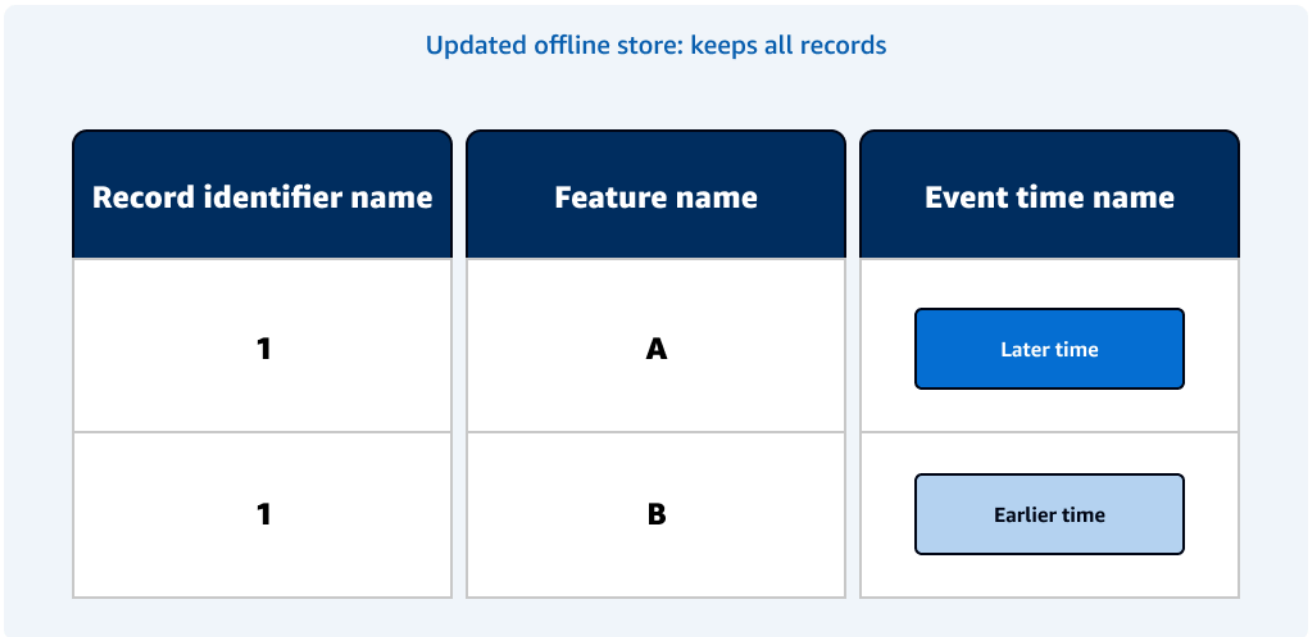 Updated offline store: keeps all records
Record identifier name Feature name Event time name
1 A Later time
1 B Earlier time